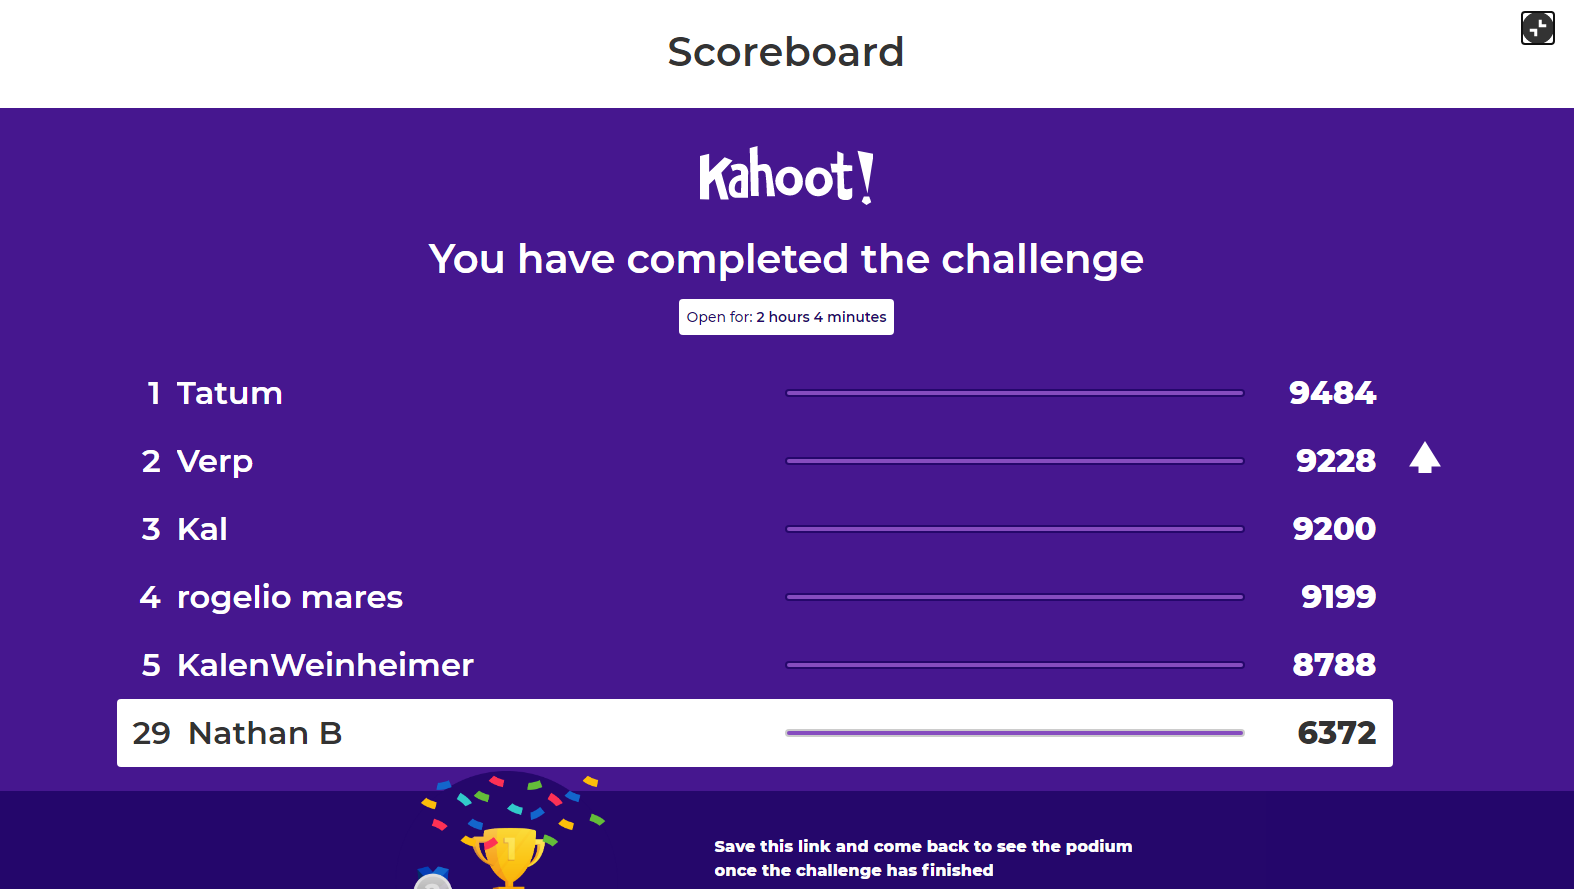 Scoreboard
Kahoot!
You have completed the challenge
Open for: 2 hours 4 minutes
1 Tatum 9484
2 Verp 9228
3 Kal 9200
4 rogelio mares 9199
5 KalenWeinheimer 8788
29 Nathan B 6372
1
Save this link and come back to see the podium
once the challenge has finished